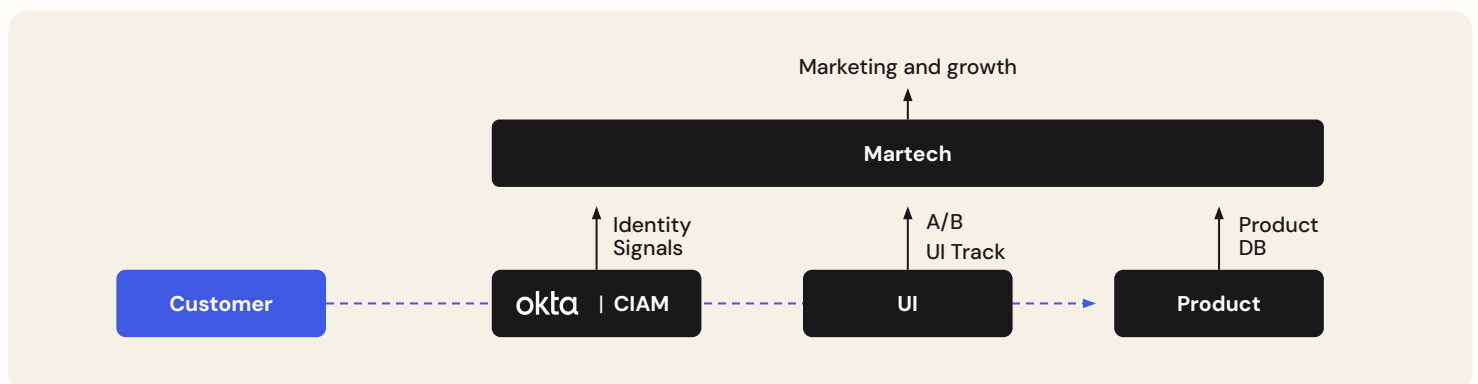 Marketing and growth
Martech
Identity
Signals
A/B
UI Track
Product
DB
Customer
okta | CIAM
UI
Product